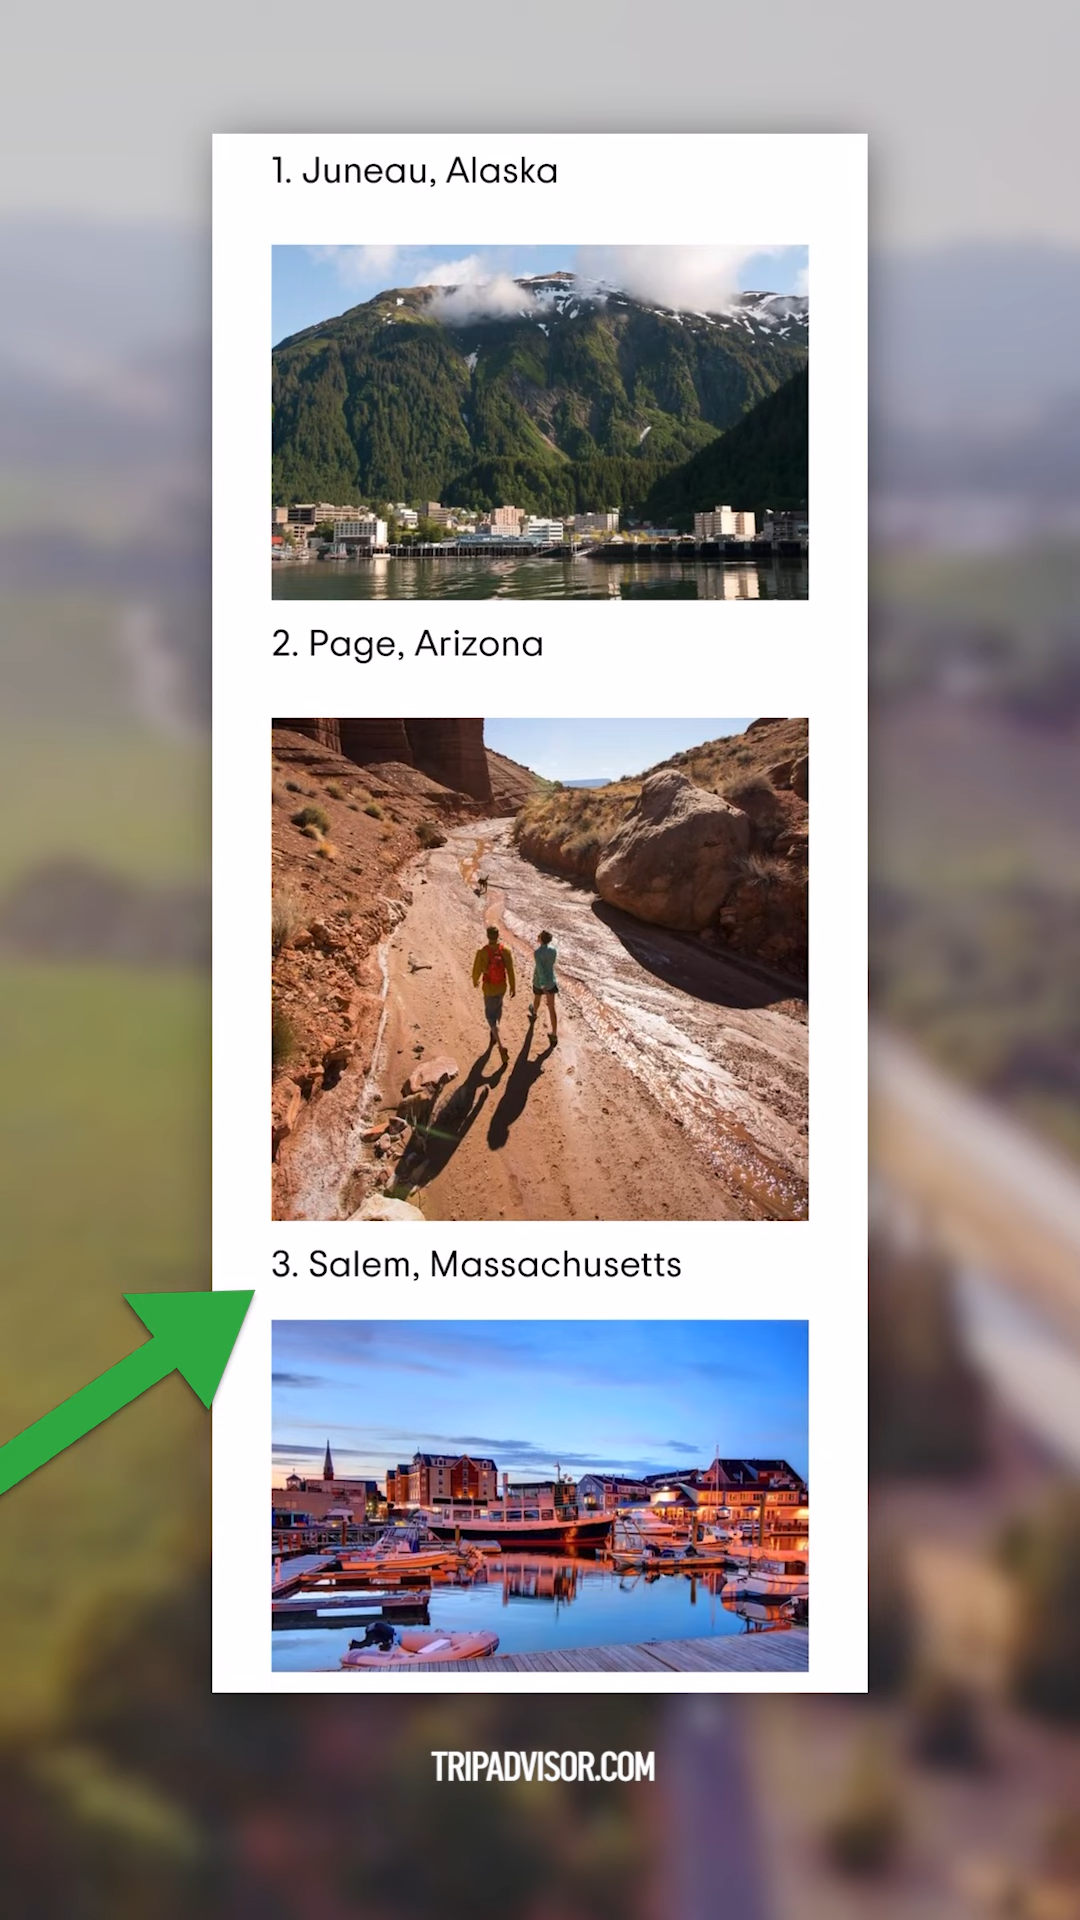 1. Juneau, Alaska
2. Page, Arizona
3. Salem, Massachusetts
TRIPADVISOR.COM